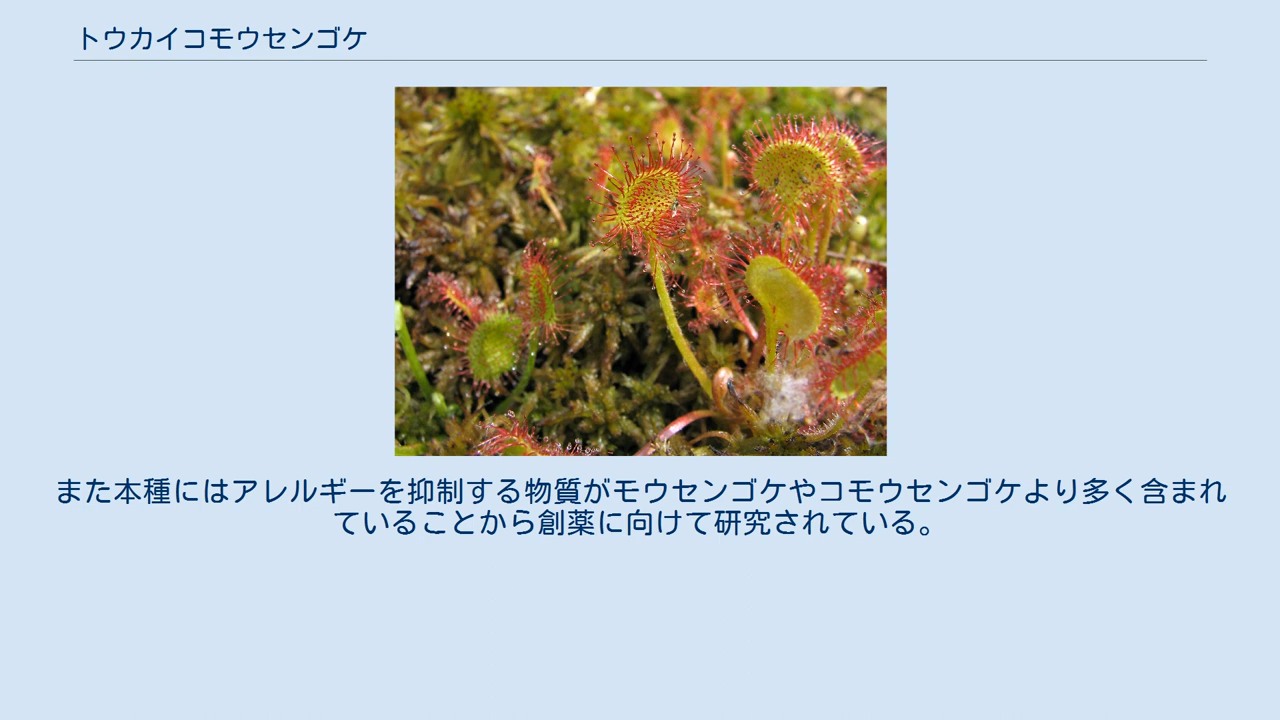 トウカイコモウセンゴケ
また本種にはアレルギーを抑制する物質がモウセンゴケやコモウセンゴケより多く含まれ
ていることから創薬に向けて研究されている。